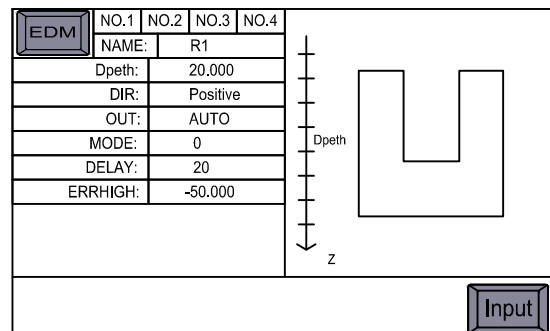 EDM NO.1 NO.2 NO.3 NO.4
NAME: R1
Dpeth: 20.000
DIR: Positive
OUT: AUTO
MODE: 0
DELAY: 20
ERRHIGH: -50.000
Dpeth
Z
Input